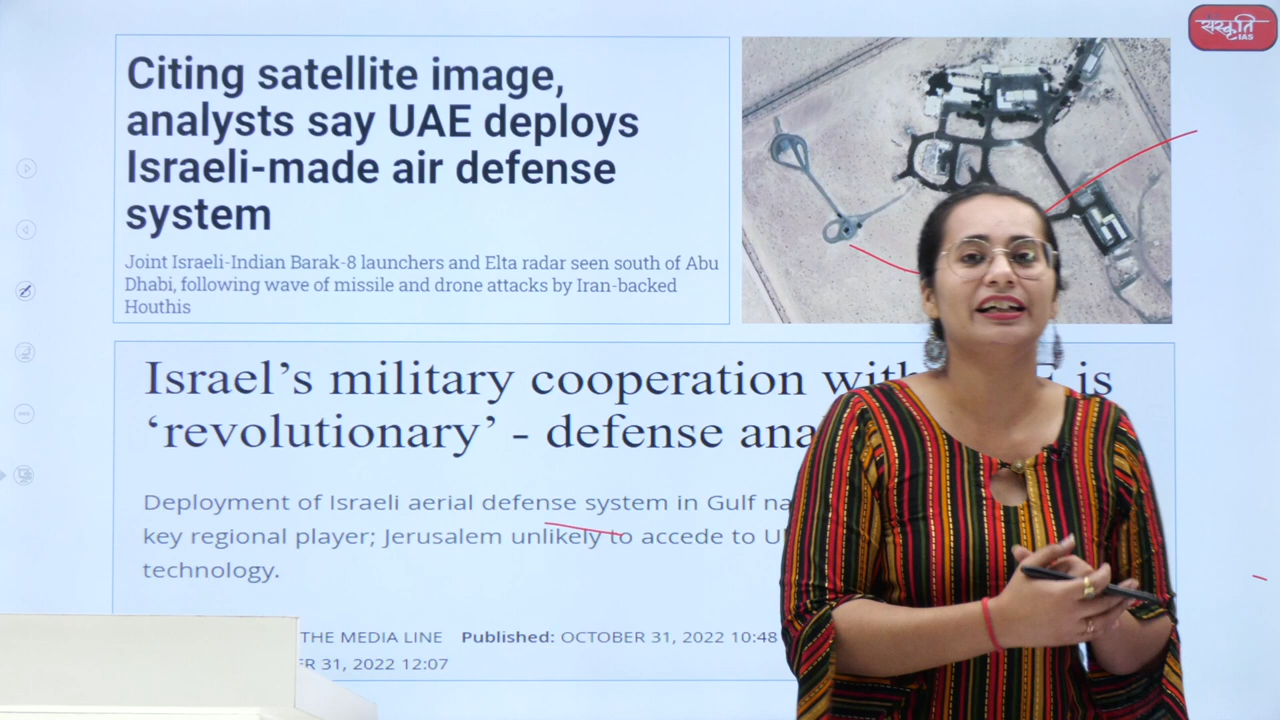 संस्कृति
IAS
Citing satellite image,
analysts say UAE deploys
Israeli-made air defense
system
Joint Israeli-Indian Barak-8 launchers and Elta radar seen south of Abu
Dhabi, following wave of missile and drone attacks by Iran-backed
Houthis
Israel's military cooperation with is
'revolutionary' - defense
Deployment of Israeli aerial defense system in Gulf
key regional player; Jerusalem unlikely to accede to
technology.
THE MEDIA LINE Published: OCTOBER 31, 2022 10:48
31, 2022 12:07